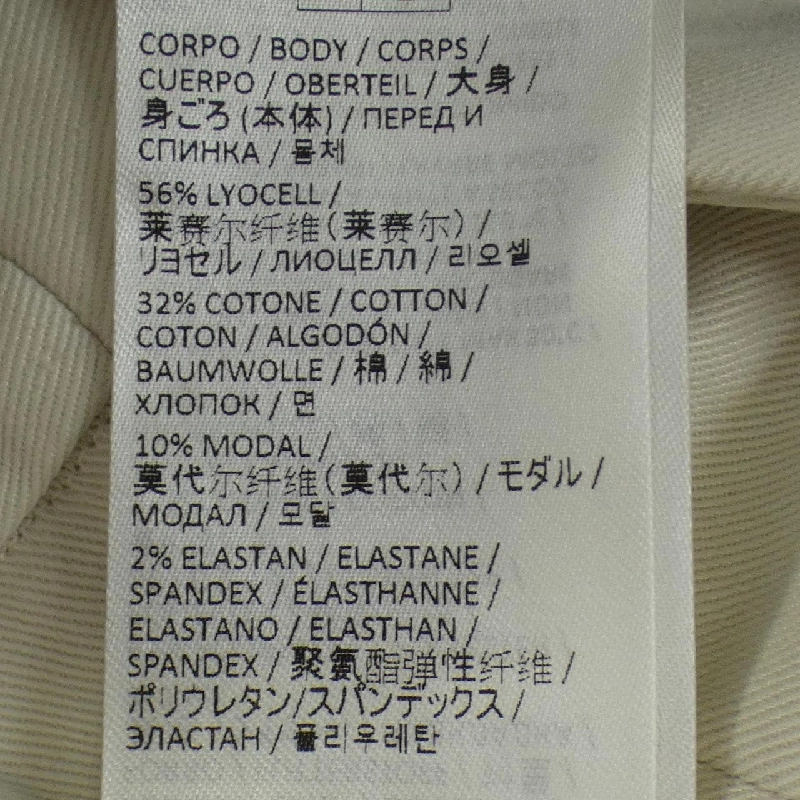 CORPO / BODY / CORPS /
CUERPO / OBERTEIL / 大身 /
身ごろ (本体) / ПЕРЕД И
СПИНКА / 몸체
56% LYOCELL /
莱赛尔纤维(莱赛尔) /
リヨセル / ЛИОЦЕЛЛ / 리오셀
32% COTONE / COTTON /
COTON / ALGODÓN /
BAUMWOLLE / 棉 / 綿 /
ХЛОПОК / 면
10% MODAL /
莫代尔纤维(莫代尔) / モダル /
МОДАЛ / 모달
2% ELASTAN / ELASTANE /
SPANDEX / ÉLASTHANNE /
ELASTANO / ELASTHAN /
SPANDEX / 聚氨酯弹性纤维 /
ポリウレタン/スパンデックス /
ЭЛАСТАН / 폴리우레탄